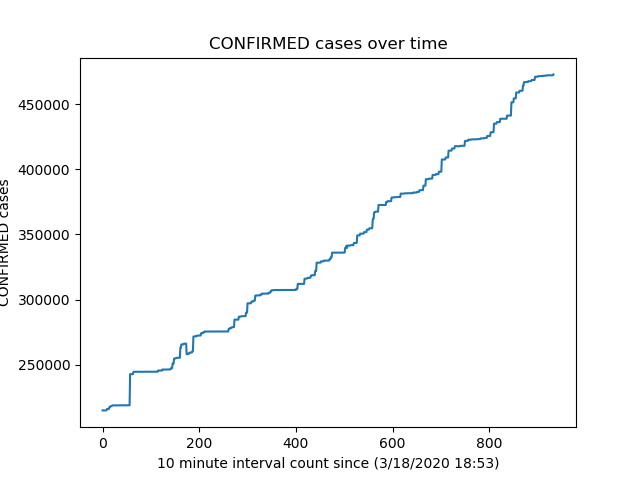 CONFIRMED cases over time
450000
400000
350000
300000
250000
CONFIRMED cases
0 200 400 600 800
10 minute interval count since (3/18/2020 18:53)